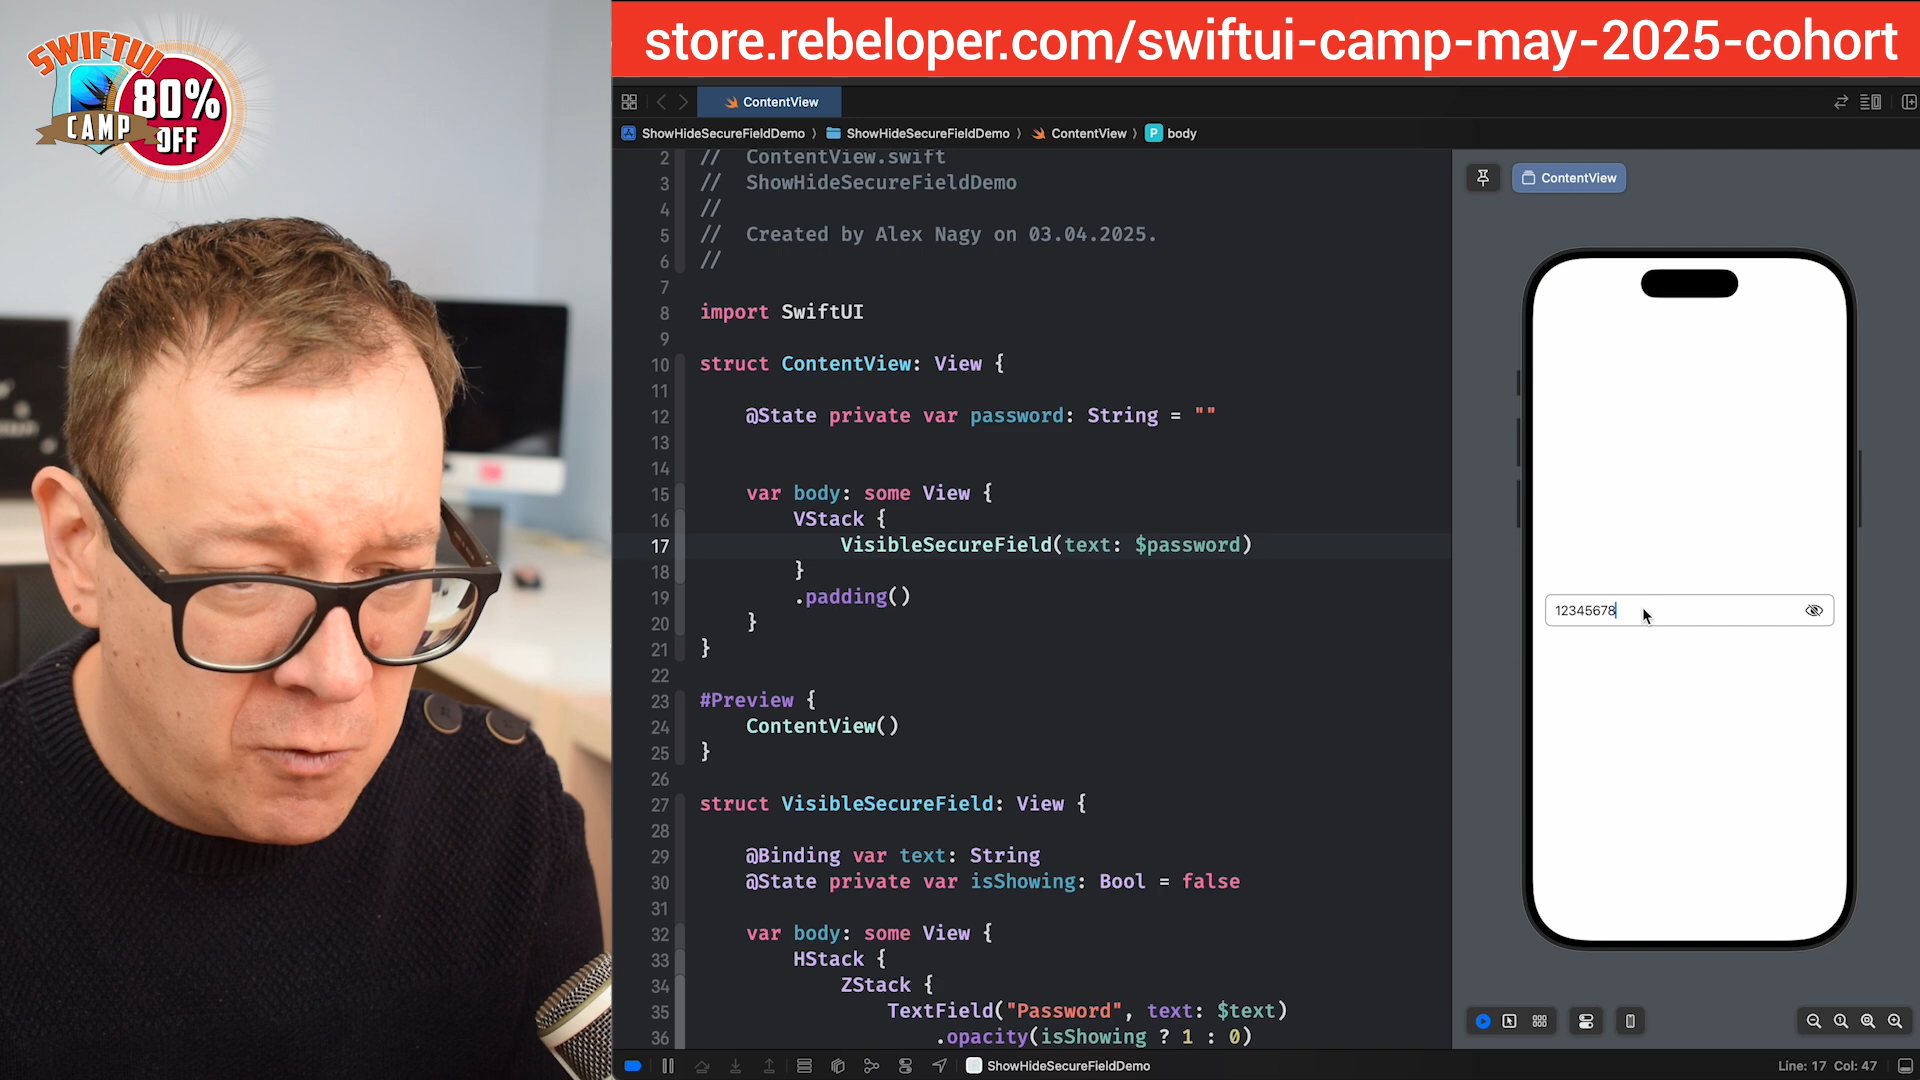 store.rebeloper.com/swiftui-camp-may-2025-cohort
SWIFTUI
CAMP
80%
OFF
ContentView
ShowHideSecureFieldDemo ⟩ ShowHideSecureFieldDemo ⟩ ContentView ⟩ P body
2 // ContentView.swift
3 // ShowHideSecureFieldDemo
4 //
5 // Created by Alex Nagy on 03.04.2025.
6 //
7
8 import SwiftUI
9
10 struct ContentView: View {
11
12 @State private var password: String = ""
13
14
15 var body: some View {
16 VStack {
17 VisibleSecureField(text: $password)
18 }
19 .padding()
20 }
21 }
22
23 #Preview {
24 ContentView()
25 }
26
27 struct VisibleSecureField: View {
28
29 @Binding var text: String
30 @State private var isShowing: Bool = false
31
32 var body: some View {
33 HStack {
34 ZStack {
35 TextField("Password", text: $text)
36 .opacity(isShowing ? 1 : 0)
ContentView
12345678
ShowHideSecureFieldDemo
Line: 17 Col: 47